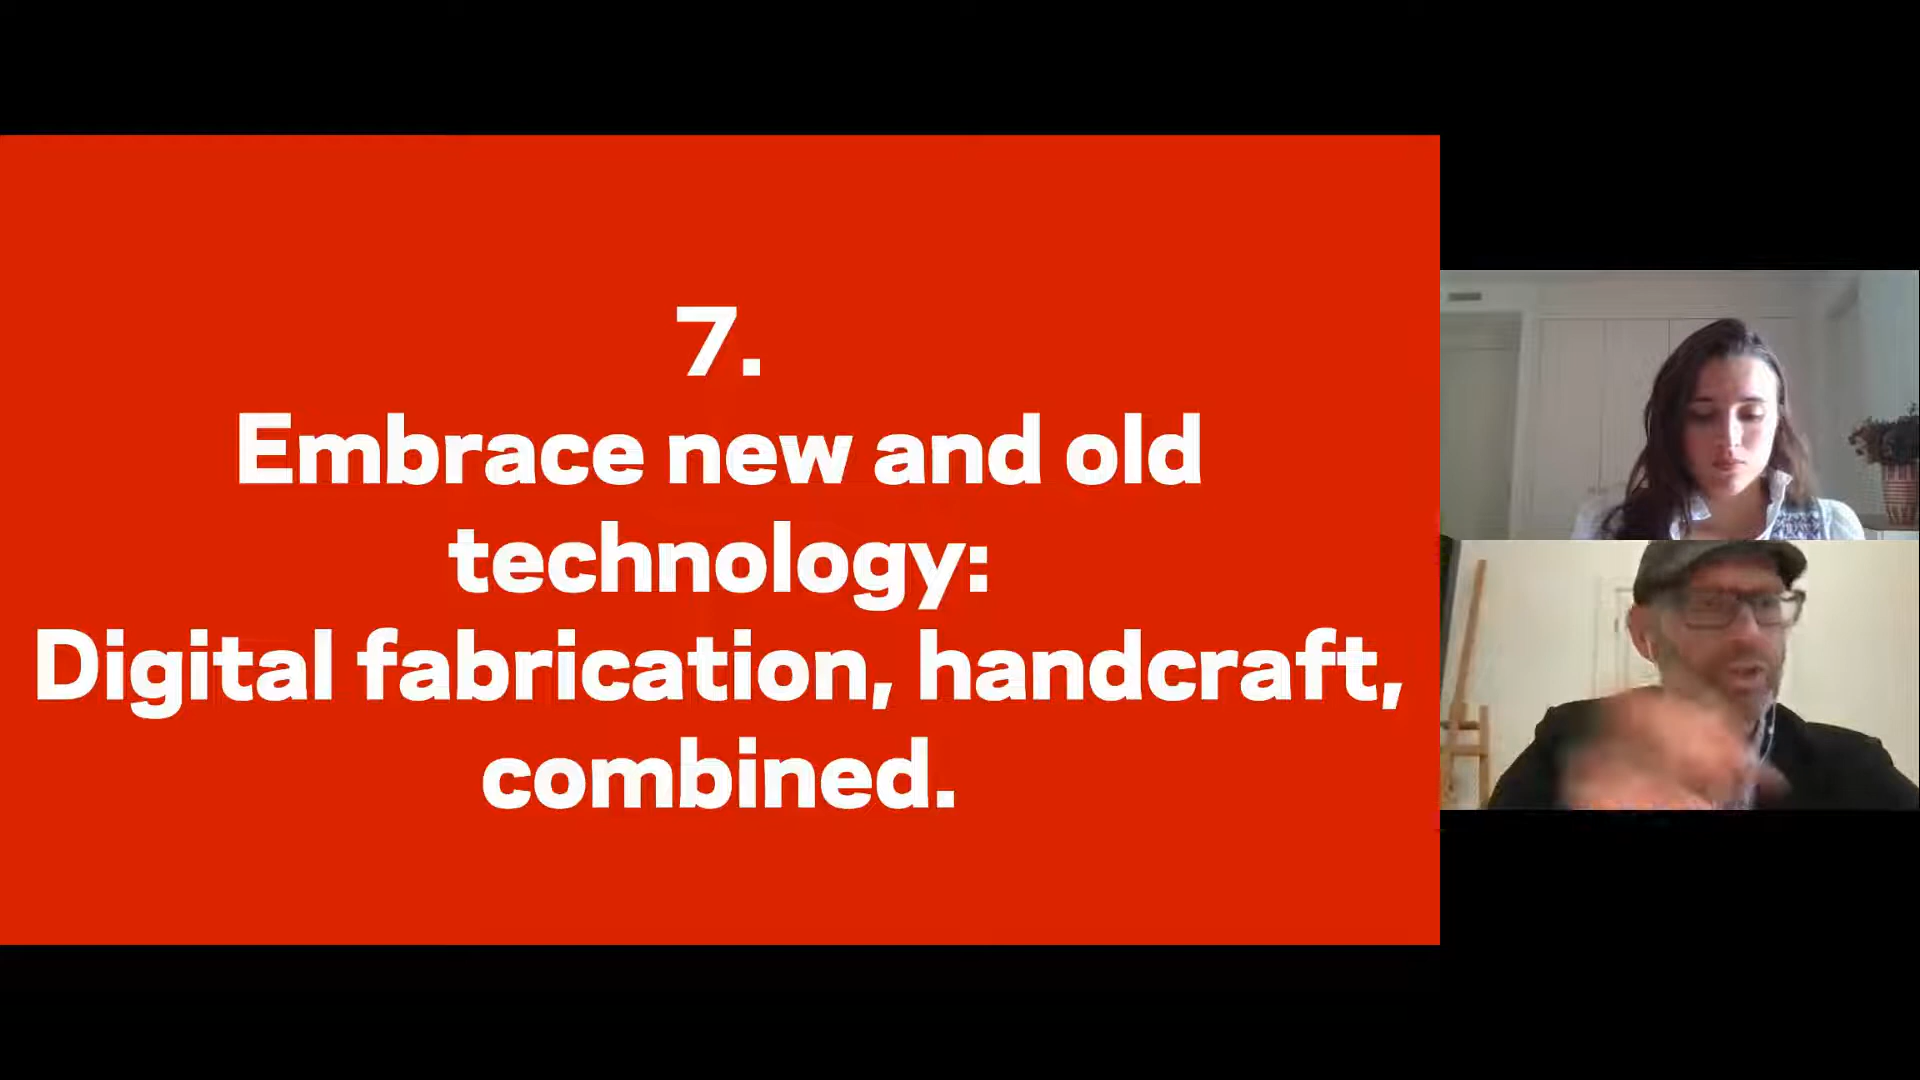 7.
Embrace new and old
technology:
Digital fabrication, handcraft,
combined.